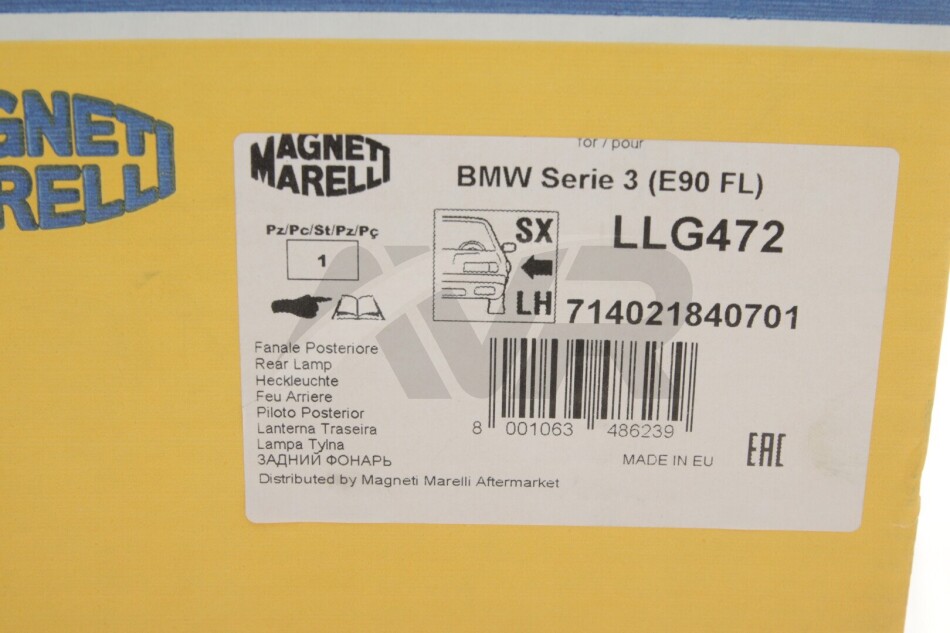 MAGNETI
MARELLI
MAGNETI
MARELLI
for / pour
BMW Serie 3 (E90 FL)
Pz/Pc/St/Pz/Pç
1
SX
LH
LLG472
714021840701
Fanale Posteriore
Rear Lamp
Heckleuchte
Feu Arriere
Piloto Posterior
Lanterna Traseira
Lampa Tylna
ЗАДНИЙ ФОНАРЬ
8 001063 486239
MADE IN EU
EAC
Distributed by Magneti Marelli Aftermarket